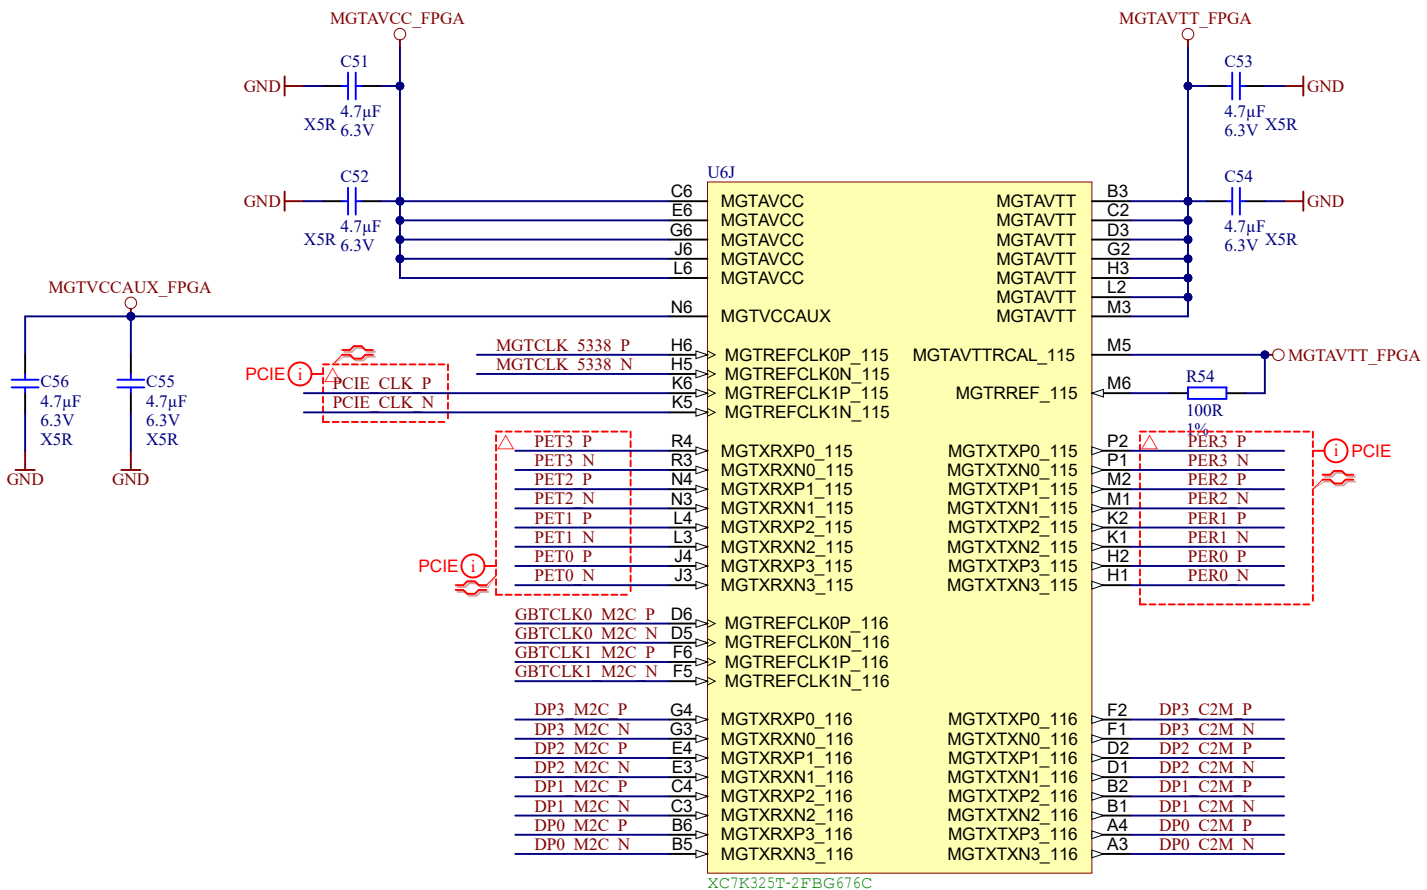 MGTAVCC_FPGA
MGTAVTT_FPGA
C51
GND
4.7µF
X5R
6.3V
C53
GND
4.7µF
6.3V
X5R
C52
GND
4.7µF
X5R
6.3V
C54
GND
4.7µF
6.3V
X5R
U6J
C6 MGTAVCC
E6 MGTAVCC
G6 MGTAVCC
J6 MGTAVCC
L6 MGTAVCC
MGTAVTT B3
MGTAVTT C2
MGTAVTT D3
MGTAVTT G2
MGTAVTT H3
MGTAVTT L2
MGTAVTT M3
MGTVCCAUX_FPGA
N6 MGTVCCAUX
C56
4.7µF
6.3V
X5R
GND
C55
4.7µF
6.3V
X5R
GND
PCIE
i
MGTCLK_5338_P H6 MGTREFCLK0P_115
MGTCLK_5338_N H5 MGTREFCLK0N_115
PCIE_CLK_P K6 MGTREFCLK1P_115
PCIE_CLK_N K5 MGTREFCLK1N_115
MGTAVTTRCAL_115 M5
MGTAVTT_FPGA
MGTRREF_115 M6
R54
100R
1%
PET3_P R4 MGTXRXP0_115
PET3_N R3 MGTXRXN0_115
PET2_P N4 MGTXRXP1_115
PET2_N N3 MGTXRXN1_115
PET1_P L4 MGTXRXP2_115
PET1_N L3 MGTXRXN2_115
PET0_P J4 MGTXRXP3_115
PET0_N J3 MGTXRXN3_115
PCIE
i
MGTXTXP0_115 P2 PER3_P
MGTXTXN0_115 P1 PER3_N
MGTXTXP1_115 M2 PER2_P
MGTXTXN1_115 M1 PER2_N
MGTXTXP2_115 K2 PER1_P
MGTXTXN2_115 K1 PER1_N
MGTXTXP3_115 H2 PER0_P
MGTXTXN3_115 H1 PER0_N
i
PCIE
GBTCLK0_M2C_P D6 MGTREFCLK0P_116
GBTCLK0_M2C_N D5 MGTREFCLK0N_116
GBTCLK1_M2C_P F6 MGTREFCLK1P_116
GBTCLK1_M2C_N F5 MGTREFCLK1N_116
DP3_M2C_P G4 MGTXRXP0_116
DP3_M2C_N G3 MGTXRXN0_116
DP2_M2C_P E4 MGTXRXP1_116
DP2_M2C_N E3 MGTXRXN1_116
DP1_M2C_P C4 MGTXRXP2_116
DP1_M2C_N C3 MGTXRXN2_116
DP0_M2C_P B6 MGTXRXP3_116
DP0_M2C_N B5 MGTXRXN3_116
MGTXTXP0_116 F2 DP3_C2M_P
MGTXTXN0_116 F1 DP3_C2M_N
MGTXTXP1_116 D2 DP2_C2M_P
MGTXTXN1_116 D1 DP2_C2M_N
MGTXTXP2_116 B2 DP1_C2M_P
MGTXTXN2_116 B1 DP1_C2M_N
MGTXTXP3_116 A4 DP0_C2M_P
MGTXTXN3_116 A3 DP0_C2M_N
XC7K325T-2FBG676C